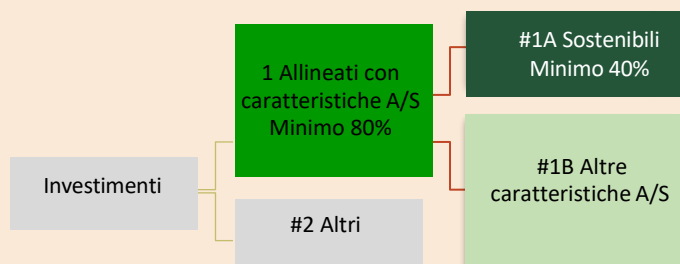 Investimenti
1 Allineati con
caratteristiche A/S
Minimo 80%
#2 Altri
#1A Sostenibili
Minimo 40%
#1B Altre
caratteristiche A/S